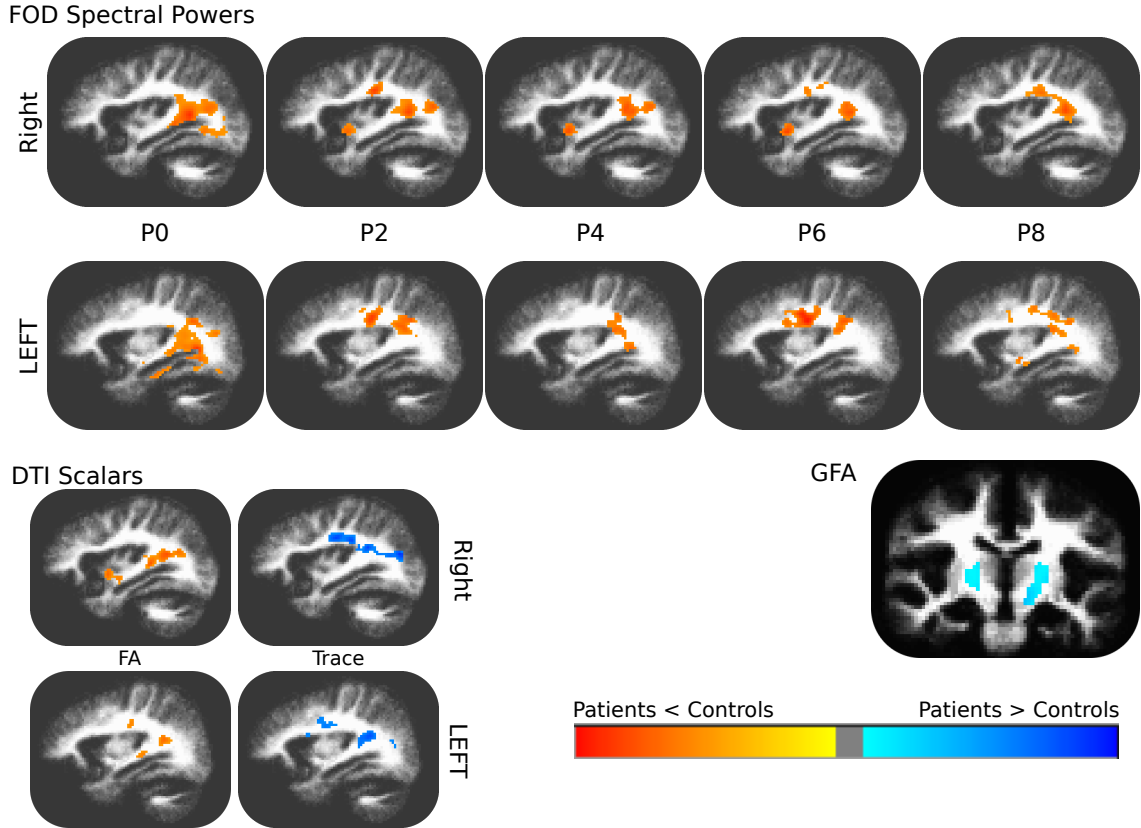 FOD Spectral Powers
Right
P0 P2 P4 P6 P8
LEFT
DTI Scalars
GFA
Right
FA Trace
LEFT
Patients < Controls Patients > Controls